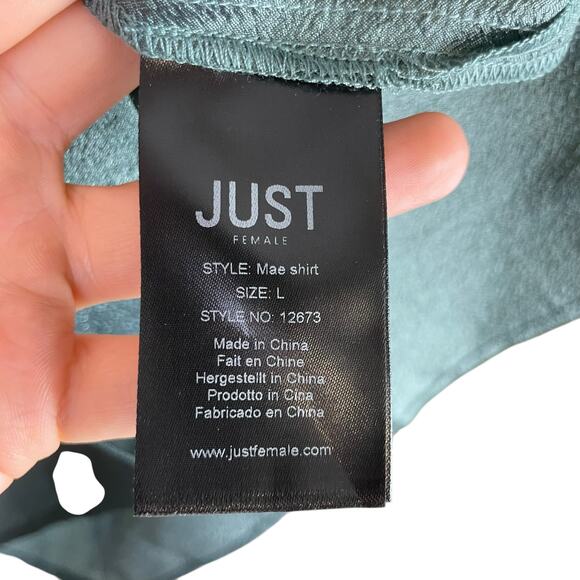 JUST
FEMALE
STYLE: Mae shirt
SIZE: L
STYLE NO: 12673
Made in China
Fait en Chine
Hergestellt in China
Prodotto in Cina
Fabricado en China
www.justfemale.com